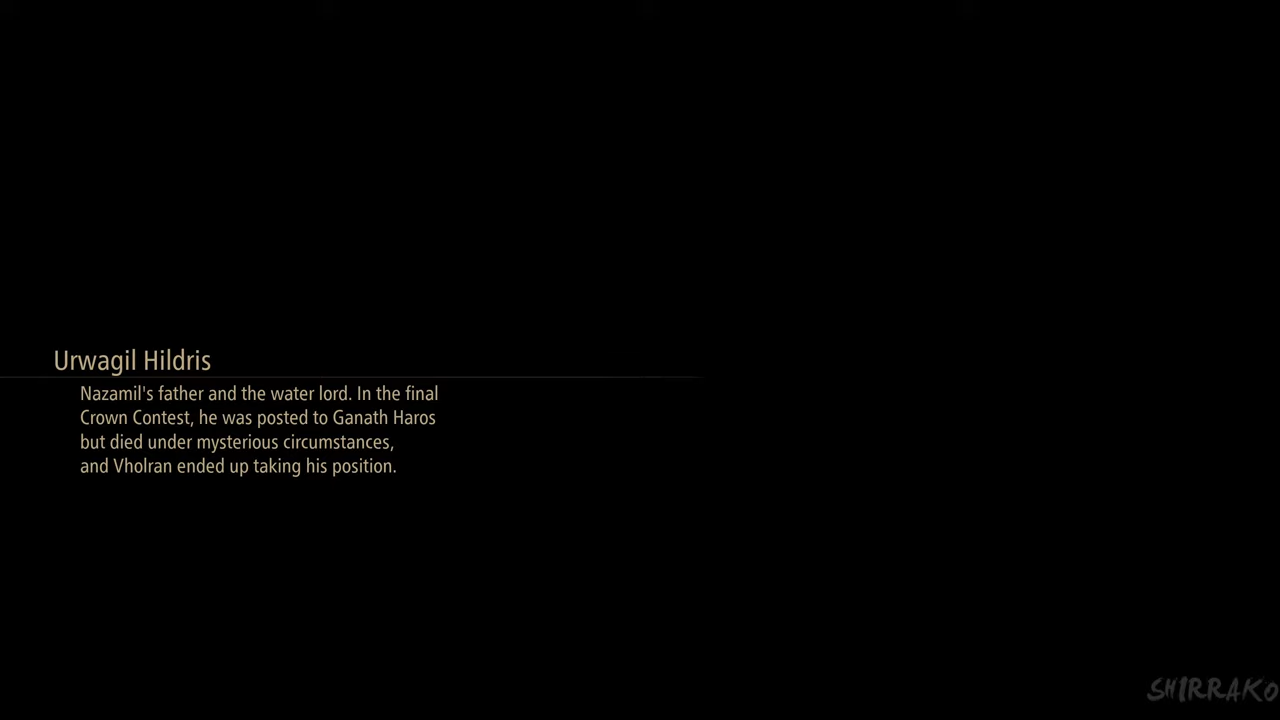 Urwagil Hildris
Nazamil's father and the water lord. In the final
Crown Contest, he was posted to Ganath Haros
but died under mysterious circumstances,
and Vholran ended up taking his position.
SHIRRAKO